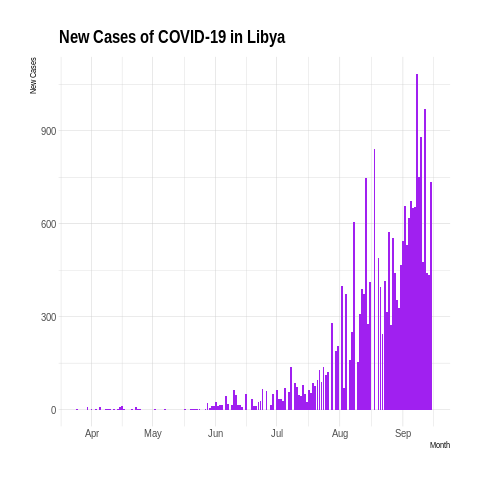 New Cases of COVID-19 in Libya
New Cases
900
600
300
0
Apr May Jun Jul Aug Sep
Month